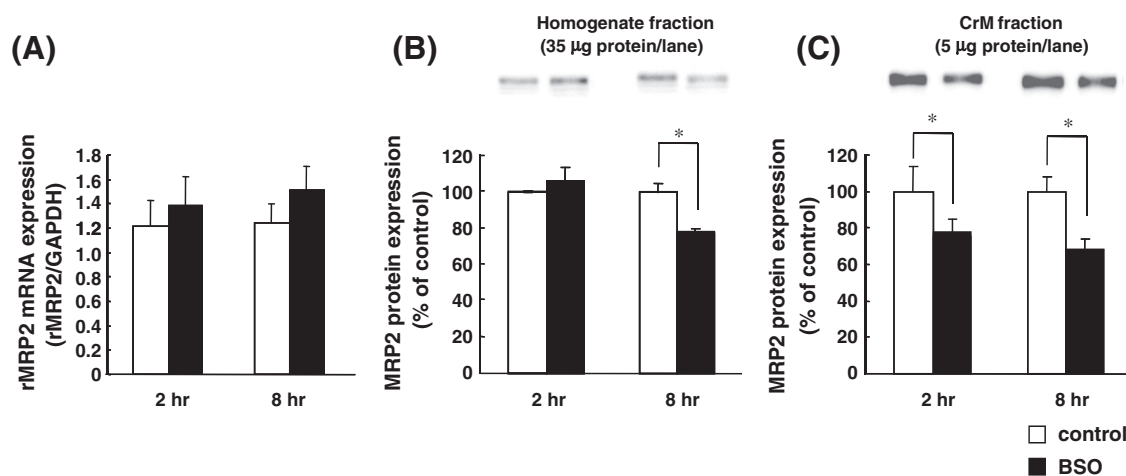 (A)
rMRP2 mRNA expression
(rMRP2/GAPDH)
1.8
1.6
1.4
1.2
1.0
0.8
0.6
0.4
0.2
0
2 hr
8 hr
(B)
Homogenate fraction
(35 μg protein/lane)
MRP2 protein expression
(% of control)
120
100
80
60
40
20
0
*
2 hr
8 hr
(C)
CrM fraction
(5 μg protein/lane)
MRP2 protein expression
(% of control)
120
100
80
60
40
20
0
*
*
2 hr
8 hr
control
BSO